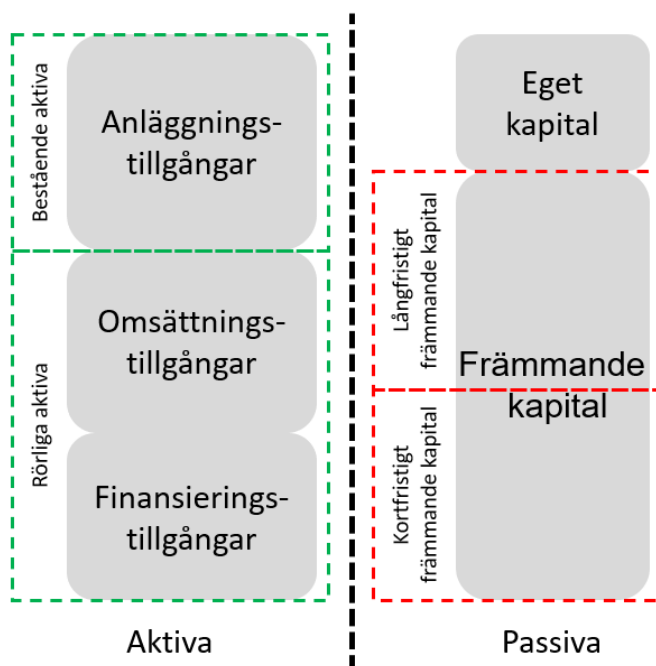 Bestående aktiva
Anläggnings-
tillgångar
Rörliga aktiva
Omsättnings-
tillgångar
Finansierings-
tillgångar
Aktiva
Eget
kapital
Långfristigt
främmande kapital
Främmande
kapital
Kortfristigt
främmande kapital
Passiva